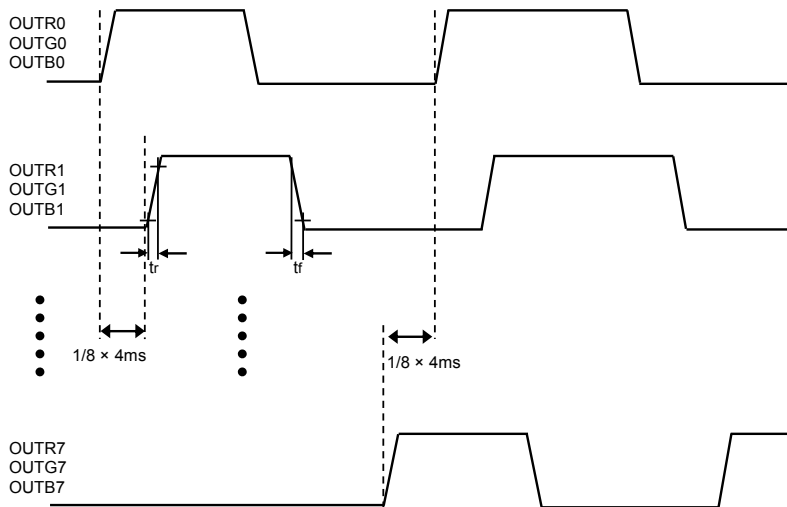 OUTR0
OUTG0
OUTB0
OUTR1
OUTG1
OUTB1
tr
tf
1/8 × 4ms
1/8 × 4ms
OUTR7
OUTG7
OUTB7